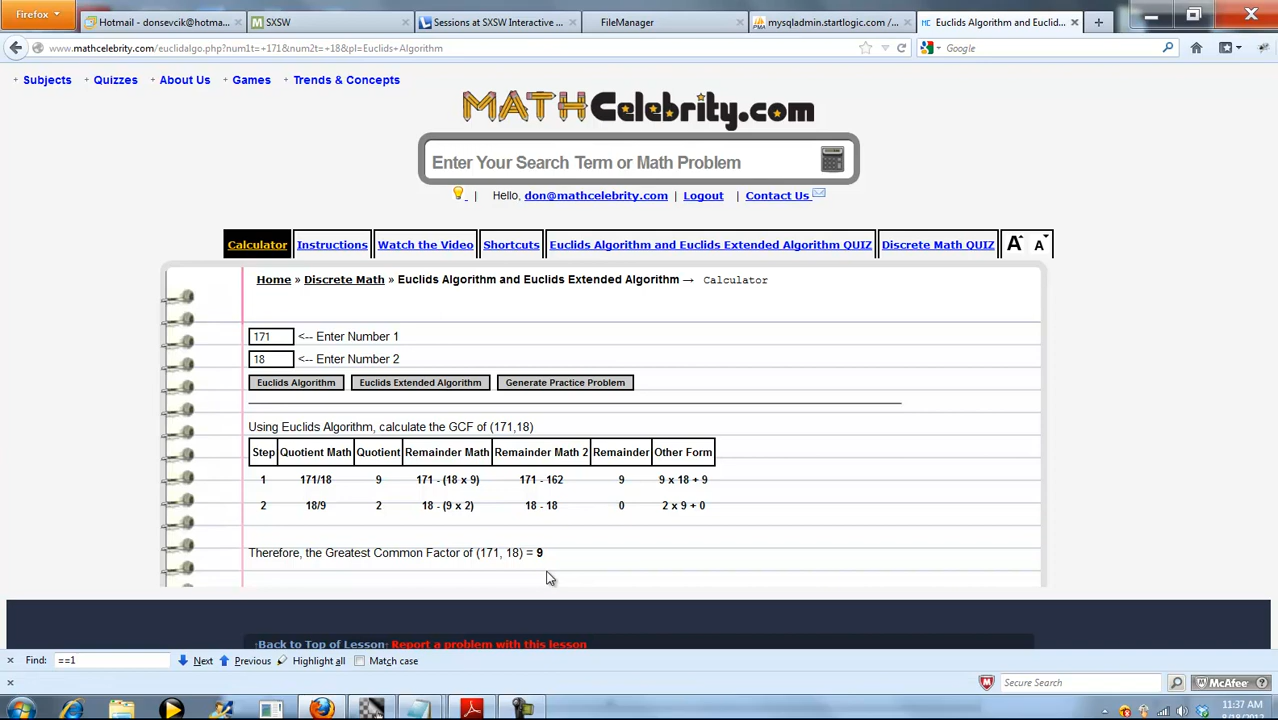 Firefox
Hotmail - donsevcik@hotma...
SXSW
Sessions at SXSW Interactive ...
FileManager
mysqladmin.startlogic.com /...
Euclids Algorithm and Euclid...
www.mathcelebrity.com/euclidalgo.php?num1t= +171&num2t= +18&pl=Euclids+Algorithm
Google
+ Subjects + Quizzes + About Us + Games + Trends & Concepts
MATHCelebrity.com
Enter Your Search Term or Math Problem
| Hello, don@mathcelebrity.com | Logout | Contact Us
Calculator Instructions Watch the Video Shortcuts Euclids Algorithm and Euclids Extended Algorithm QUIZ Discrete Math QUIZ A A
Home » Discrete Math » Euclids Algorithm and Euclids Extended Algorithm → Calculator
171 <-- Enter Number 1
18 <-- Enter Number 2
Euclids Algorithm Euclids Extended Algorithm Generate Practice Problem
Using Euclids Algorithm, calculate the GCF of (171,18)
Step Quotient Math Quotient Remainder Math Remainder Math 2 Remainder Other Form
1 171/18 9 171 - (18 x 9) 171 - 162 9 9 x 18 + 9
2 18/9 2 18 - (9 x 2) 18 - 18 0 2 x 9 + 0
Therefore, the Greatest Common Factor of (171, 18) = 9
↑Back to Top of Lesson↑ Report a problem with this lesson
Find: ==1 Next Previous Highlight all Match case
Secure Search McAfee
11:37 AM
8/18/2012